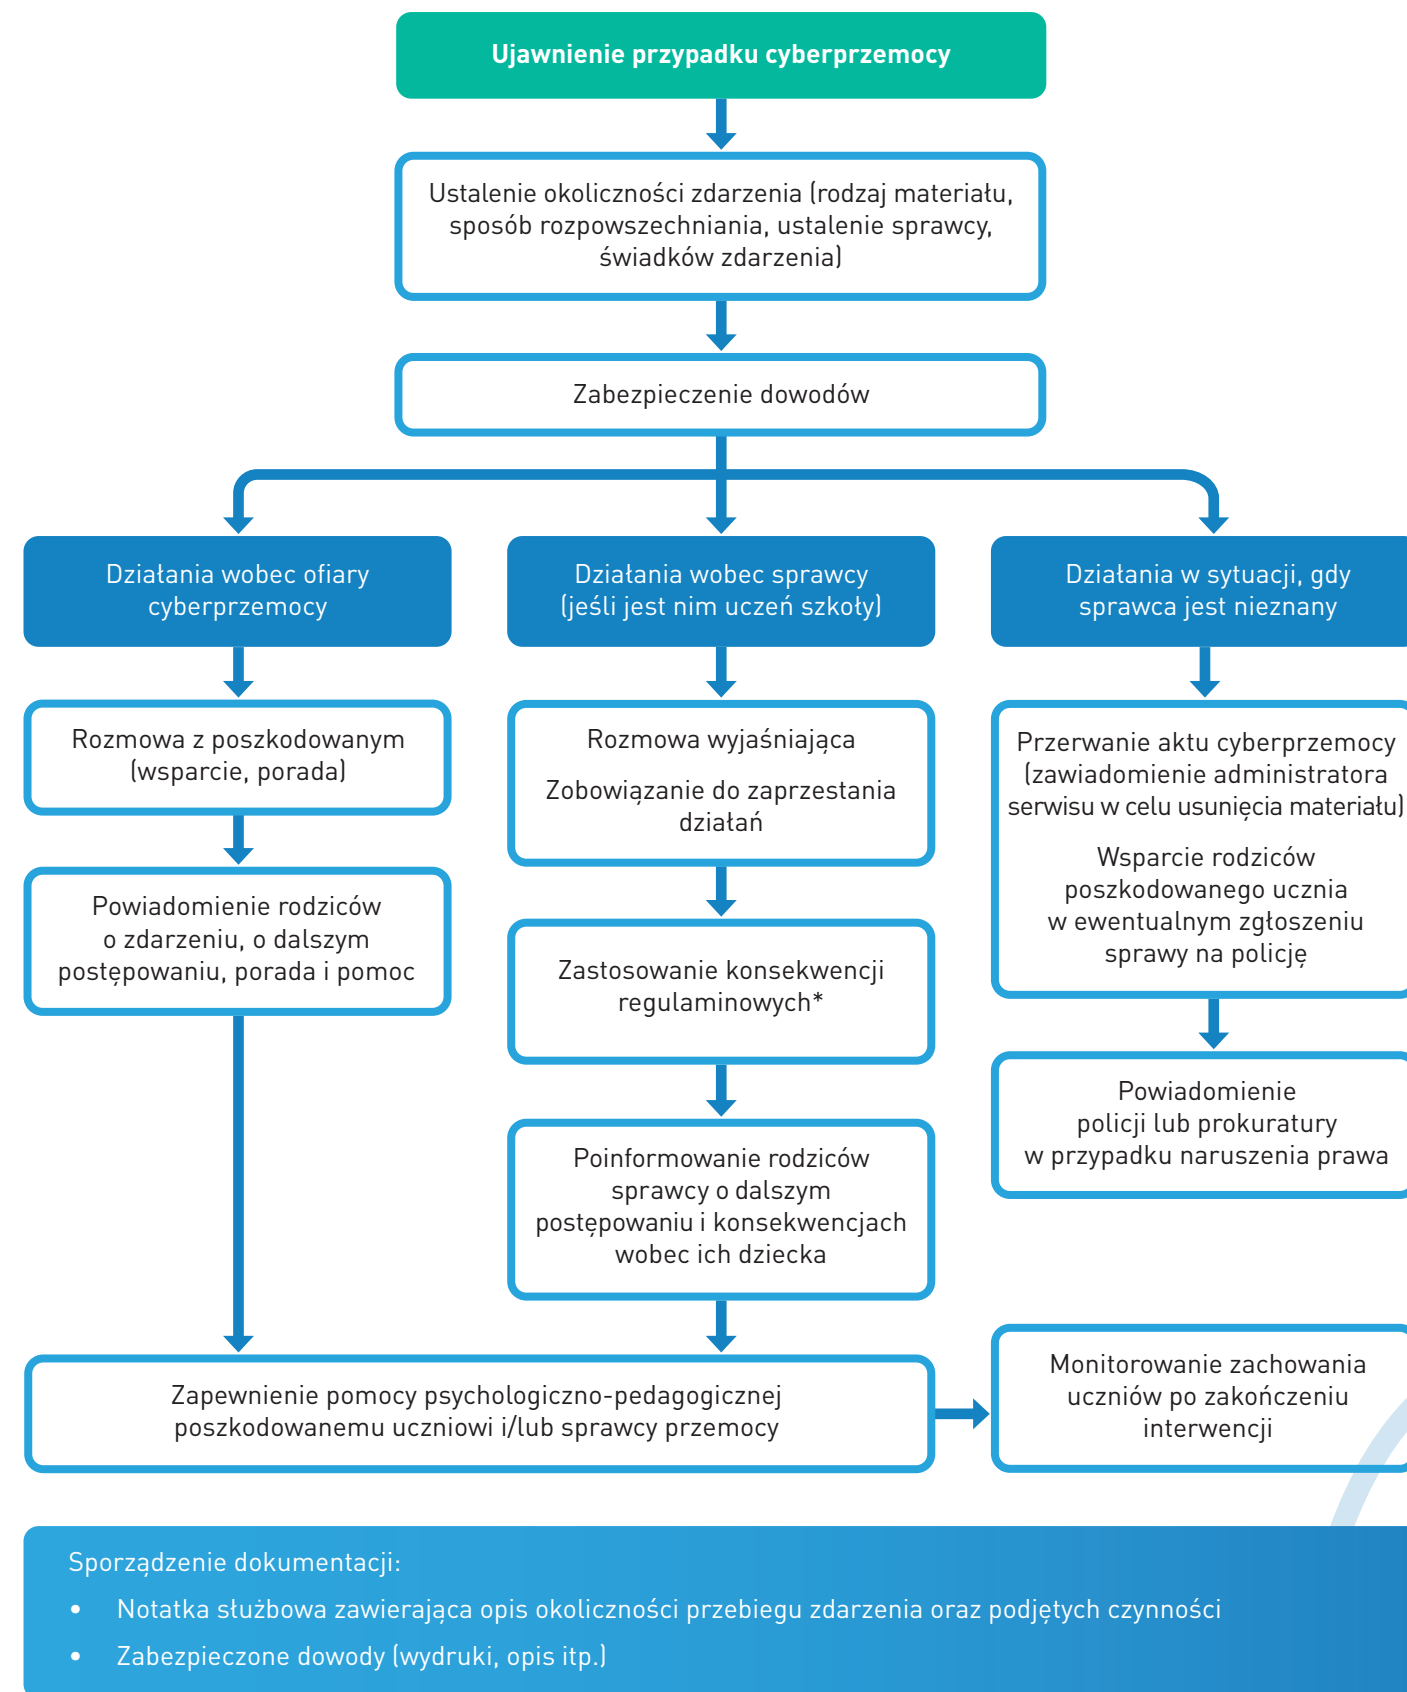 Ujawnienie przypadku cyberprzemocy
Ustalenie okoliczności zdarzenia (rodzaj materiału,
sposób rozpowszechniania, ustalenie sprawcy,
świadków zdarzenia)
Zabezpieczenie dowodów
Działania wobec ofiary
cyberprzemocy
Rozmowa z poszkodowanym
(wsparcie, porada)
Powiadomienie rodziców
o zdarzeniu, o dalszym
postępowaniu, porada i pomoc
Działania wobec sprawcy
(jeśli jest nim uczeń szkoły)
Rozmowa wyjaśniająca
Zobowiązanie do zaprzestania
działań
Zastosowanie konsekwencji
regulaminowych*
Poinformowanie rodziców
sprawcy o dalszym
postępowaniu i konsekwencjach
wobec ich dziecka
Działania w sytuacji, gdy
sprawca jest nieznany
Przerwanie aktu cyberprzemocy
(zawiadomienie administratora
serwisu w celu usunięcia materiału)
Wsparcie rodziców
poszkodowanego ucznia
w ewentualnym zgłoszeniu
sprawy na policję
Powiadomienie
policji lub prokuratury
w przypadku naruszenia prawa
Zapewnienie pomocy psychologiczno-pedagogicznej
poszkodowanemu uczniowi i/lub sprawcy przemocy
Monitorowanie zachowania
uczniów po zakończeniu
interwencji
Sporządzenie dokumentacji:
• Notatka służbowa zawierająca opis okoliczności przebiegu zdarzenia oraz podjętych czynności
• Zabezpieczone dowody (wydruki, opis itp.)